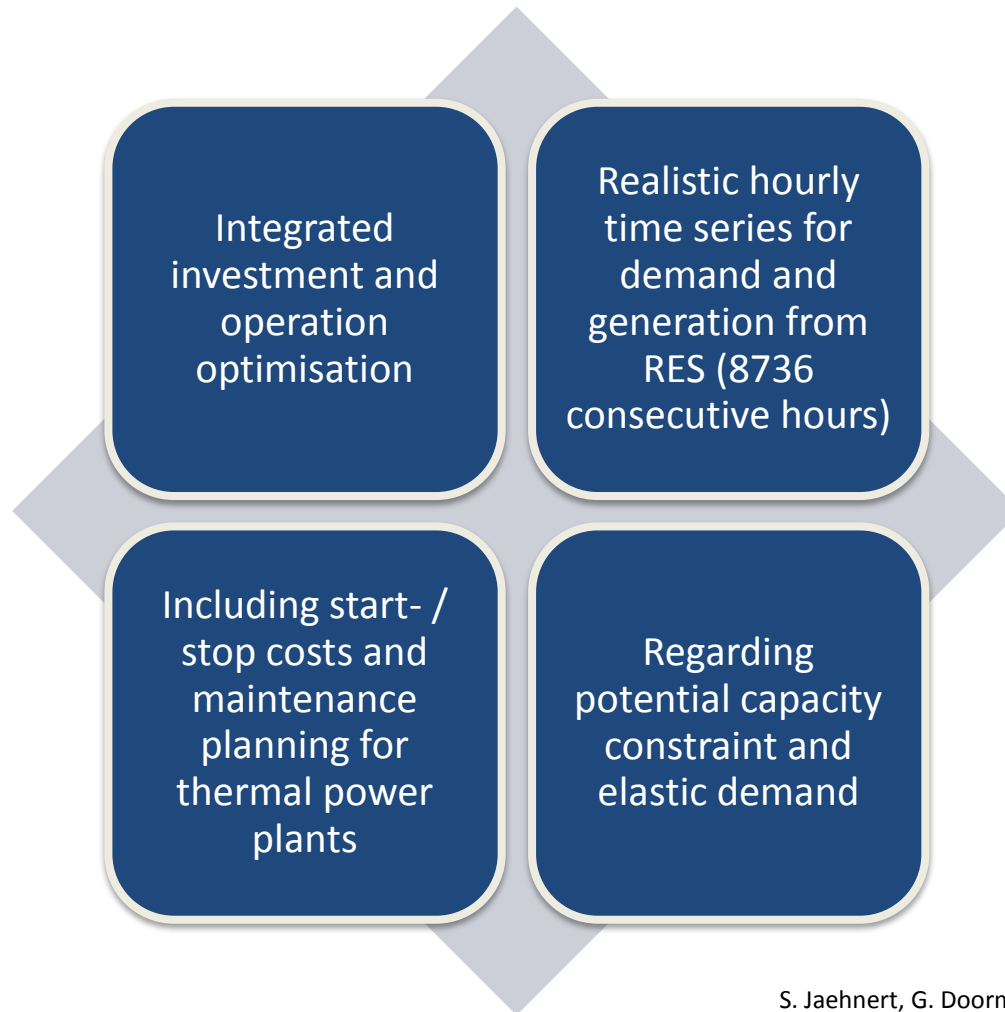 Integrated
investment and
operation
optimisation
Realistic hourly
time series for
demand and
generation from
RES (8736
consecutive hours)
Including start- /
stop costs and
maintenance
planning for
thermal power
plants
Regarding
potential capacity
constraint and
elastic demand
S. Jaehnert, G. Doorn